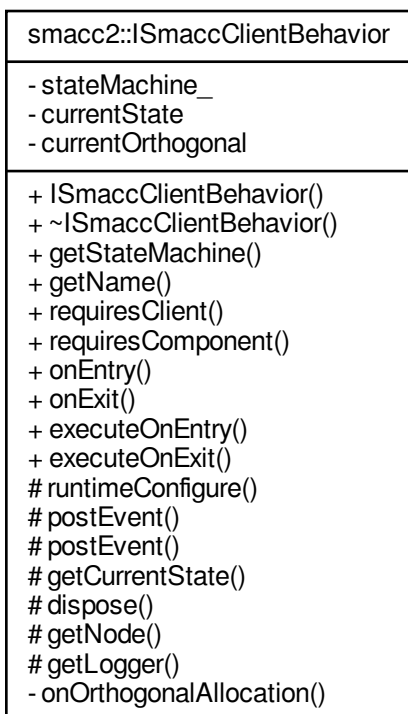 smacc2::ISmaccClientBehavior
- stateMachine_
- currentState
- currentOrthogonal
+ ISmaccClientBehavior()
+ ~ISmaccClientBehavior()
+ getStateMachine()
+ getName()
+ requiresClient()
+ requiresComponent()
+ onEntry()
+ onExit()
+ executeOnEntry()
+ executeOnExit()
# runtimeConfigure()
# postEvent()
# postEvent()
# getCurrentState()
# dispose()
# getNode()
# getLogger()
- onOrthogonalAllocation()